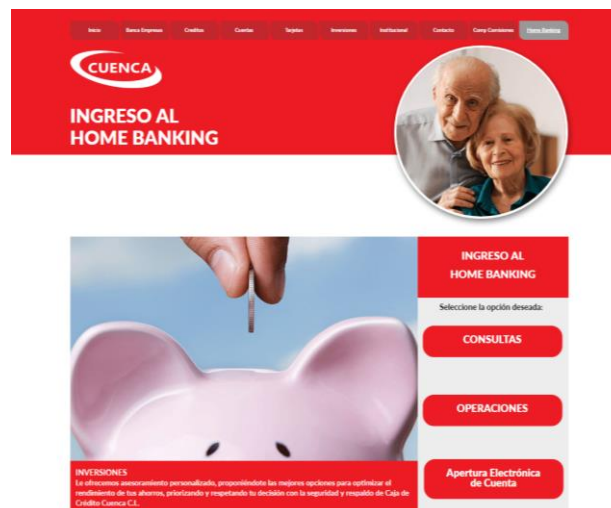 Inicio
Banca Empresas
Creditos
Cuentas
Tarjetas
Inversiones
Institucional
Contacto
Comp Comisiones
Home Banking
CUENCA
INGRESO AL
HOME BANKING
INGRESO AL
HOME BANKING
Seleccione la opción deseada:
CONSULTAS
OPERACIONES
Apertura Electrónica
de Cuenta
INVERSIONES
Le ofrecemos asesoramiento personalizado, proponiéndote las mejores opciones para optimizar el
rendimiento de tus ahorros, priorizando y respetando tu decisión con la seguridad y respaldo de Caja de
Crédito Cuenca C.L.